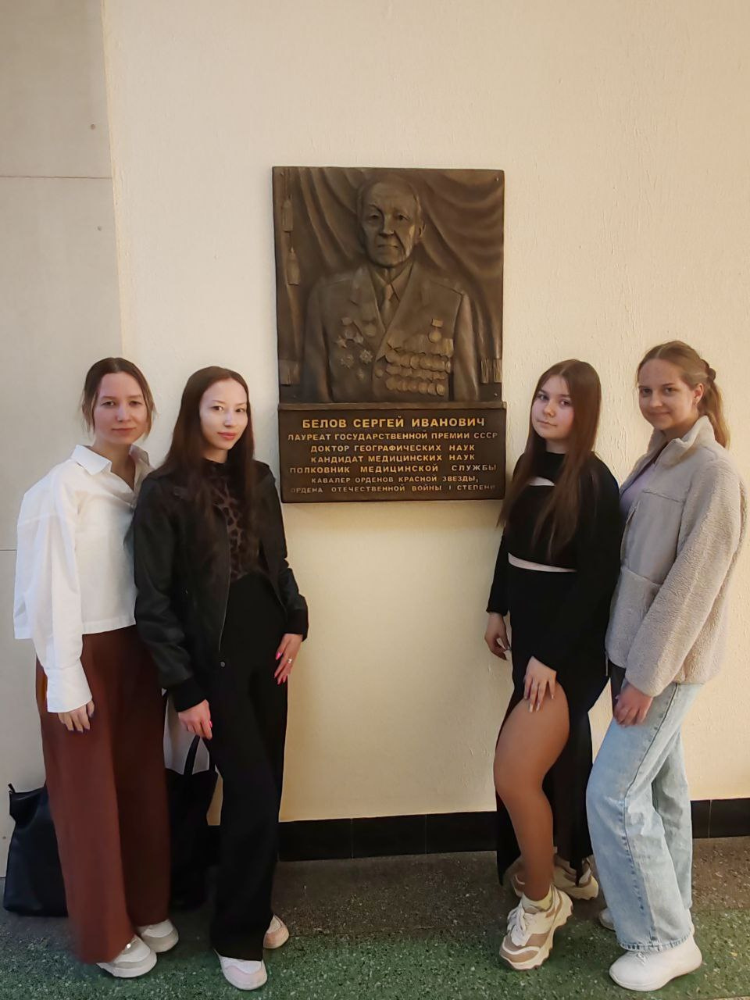 БЕЛОВ СЕРГЕЙ ИВАНОВИЧ
ЛАУРЕАТ ГОСУДАРСТВЕННОЙ ПРЕМИИ СССР
ДОКТОР ГЕОГРАФИЧЕСКИХ НАУК
КАНДИДАТ МЕДИЦИНСКИХ НАУК
ПОЛКОВНИК МЕДИЦИНСКОЙ СЛУЖБЫ
КАВАЛЕР ОРДЕНОВ КРАСНОЙ ЗВЕЗДЫ,
ОРДЕНА ОТЕЧЕСТВЕННОЙ ВОЙНЫ I СТЕПЕНИ